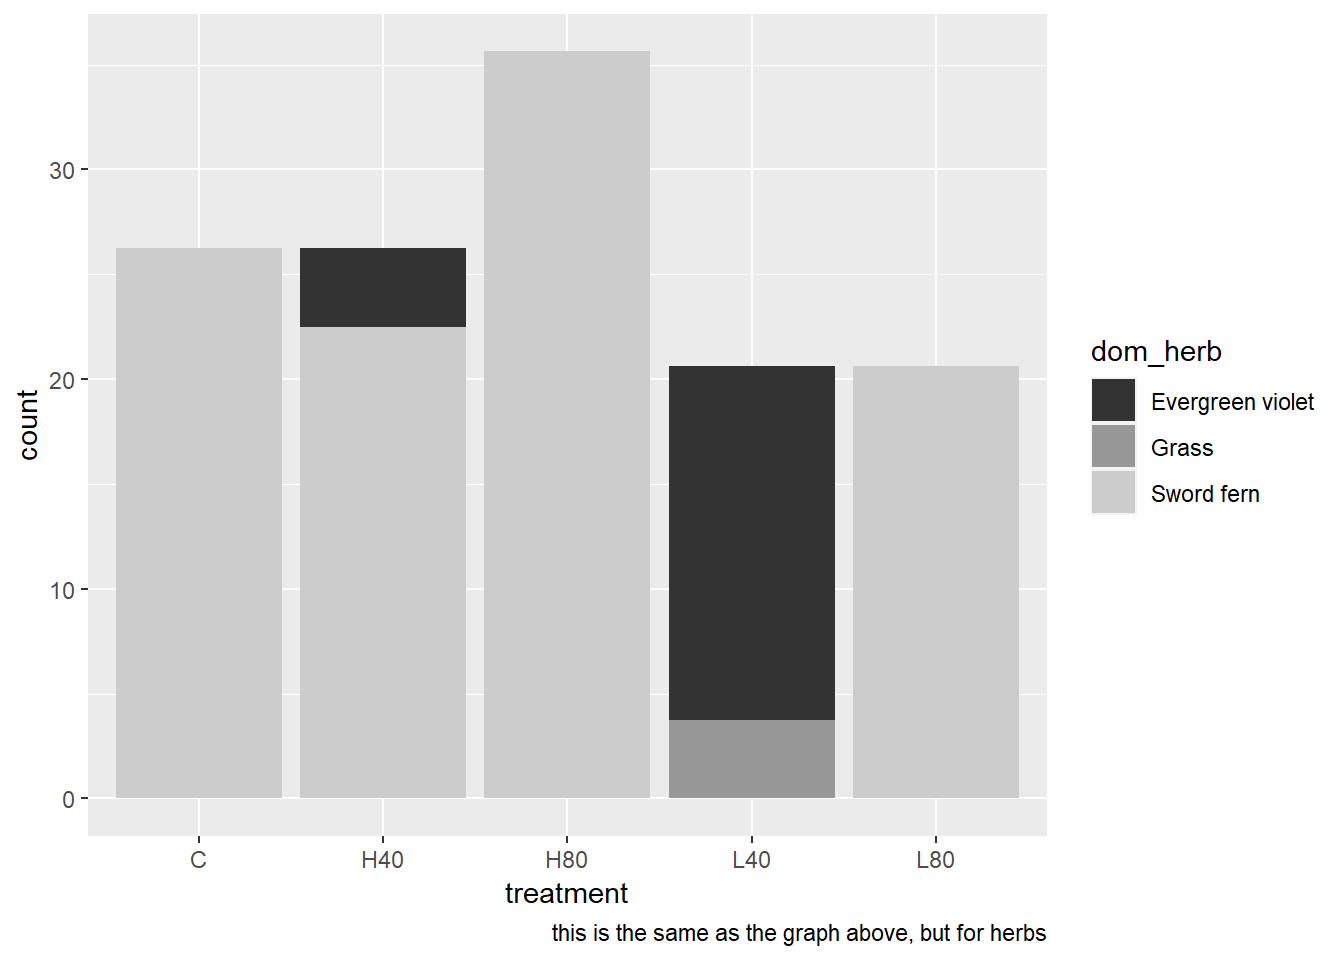 count
30
20
10
0
C H40 H80 L40 L80
treatment
this is the same as the graph above, but for herbs
dom_herb
Evergreen violet
Grass
Sword fern